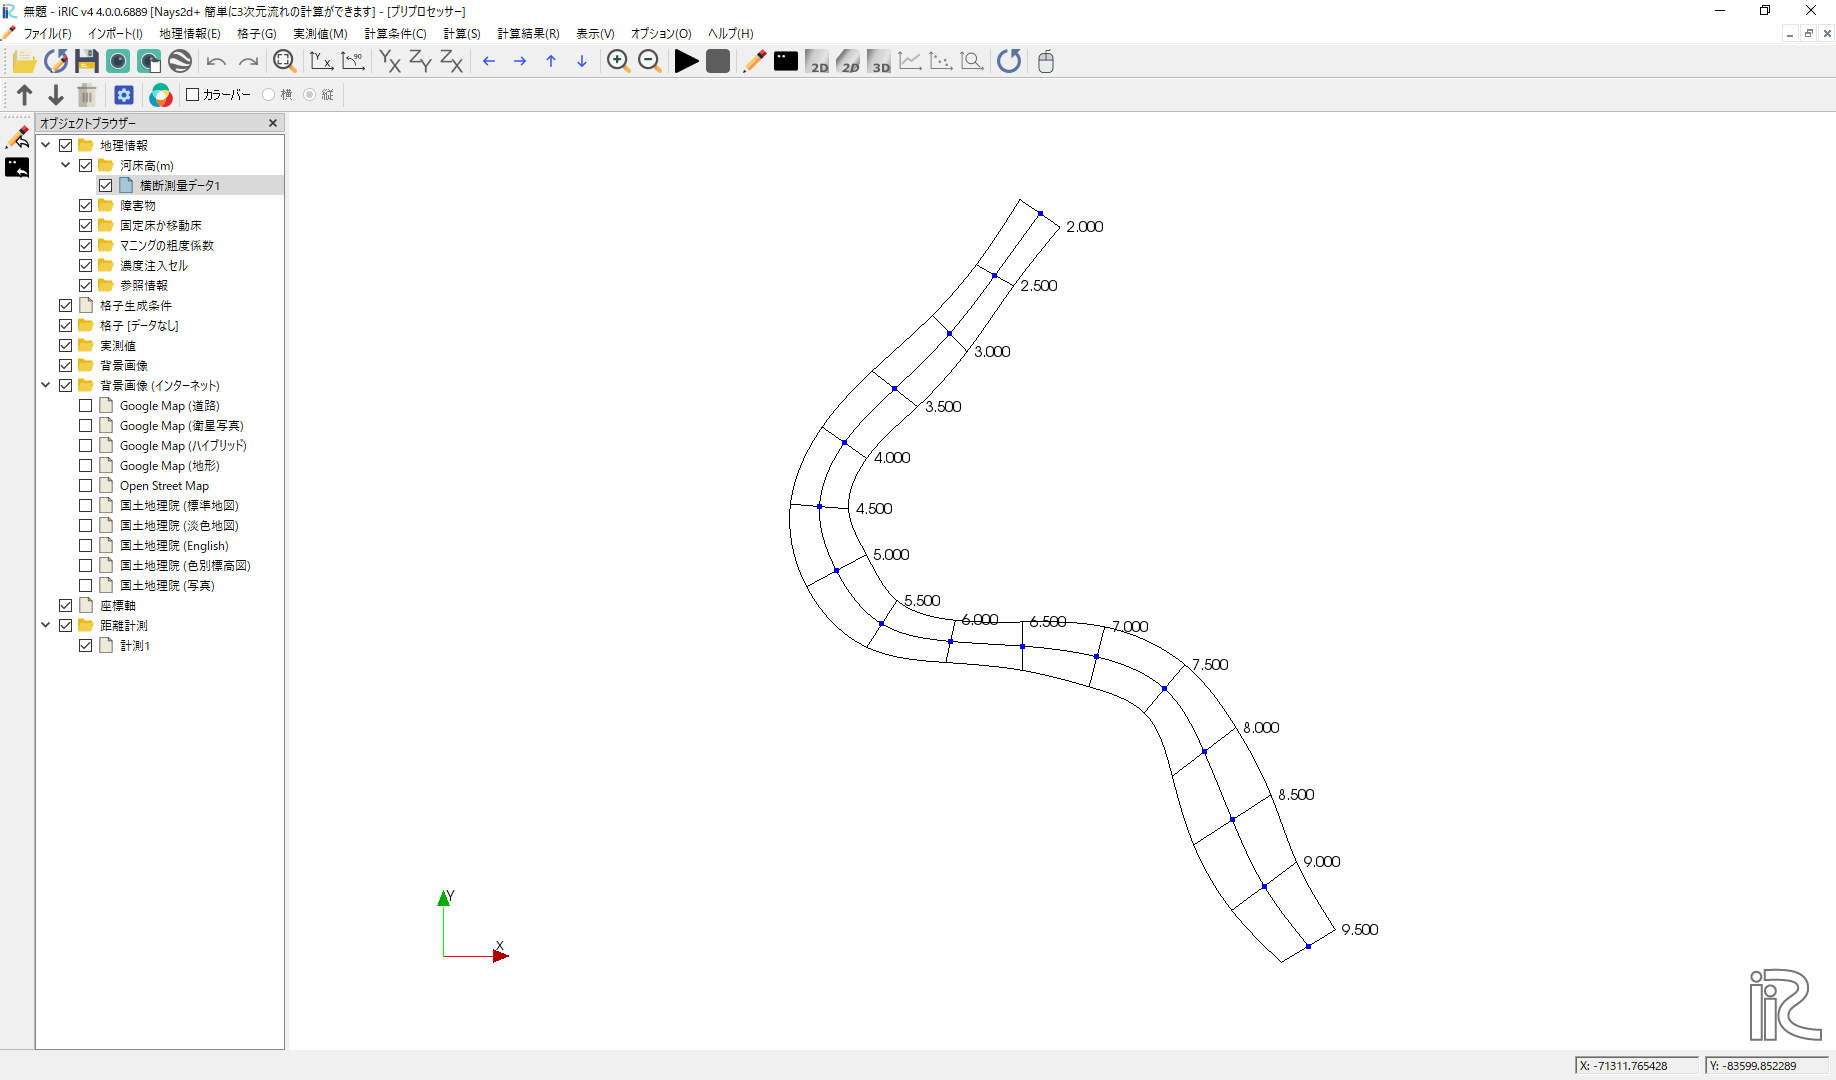 無題 - iRIC v4 4.0.0.6889 [Nays2d+ 簡単に3次元流れの計算ができます] - [プリプロセッサー]
ファイル(F) インポート(I) 地理情報(E) 格子(G) 実測値(M) 計算条件(C) 計算(S) 計算結果(R) 表示(V) オプション(O) ヘルプ(H)
Y X 90 YX ZY ZX 2D 2D 3D
カラーバー 横 縦
オブジェクトブラウザー
地理情報
河床高(m)
横断測量データ1
障害物
固定床か移動床
マニングの粗度係数
濃度注入セル
参照情報
格子生成条件
格子 [データなし]
実測値
背景画像
背景画像 (インターネット)
Google Map (道路)
Google Map (衛星写真)
Google Map (ハイブリッド)
Google Map (地形)
Open Street Map
国土地理院 (標準地図)
国土地理院 (淡色地図)
国土地理院 (English)
国土地理院 (色別標高図)
国土地理院 (写真)
座標軸
距離計測
計測1
2.000
2.500
3.000
3.500
4.000
4.500
5.000
5.500
6.000
6.500
7.000
7.500
8.000
8.500
9.000
9.500
Y
X
iRIC
X: -71311.765428
Y: -83599.852289